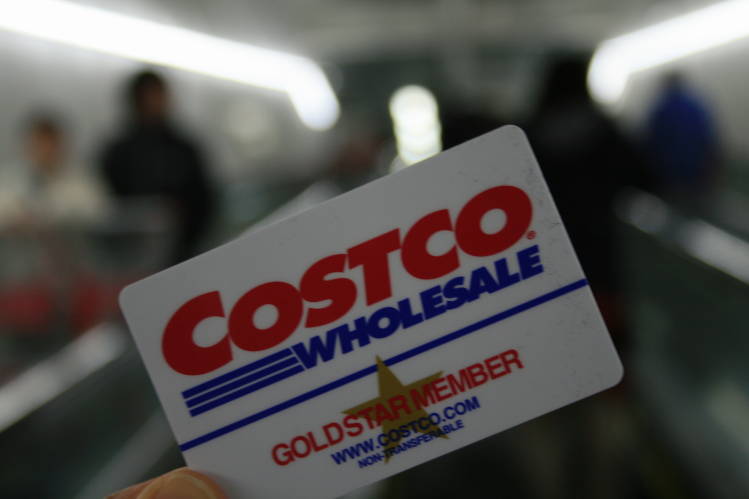 COSTCO®
WHOLESALE
GOLD STAR MEMBER
WWW.COSTCO.COM
NON-TRANSFERABLE